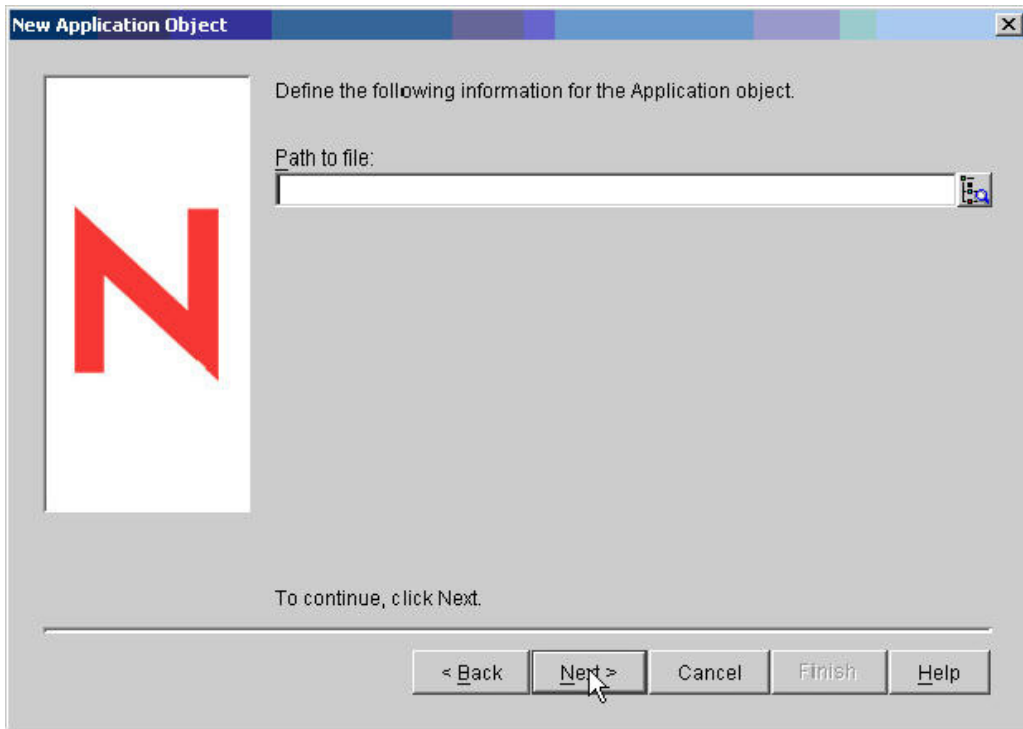 New Application Object
Define the following information for the Application object.
Path to file:
To continue, click Next.
< Back
Next >
Cancel
Finish
Help